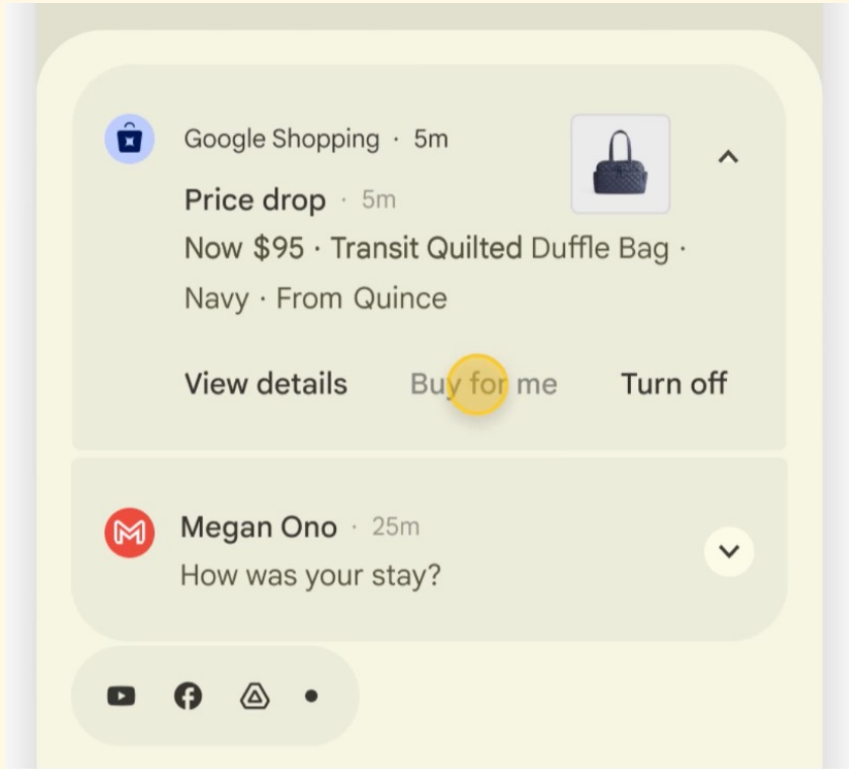 Google Shopping · 5m
Price drop · 5m
Now $95 · Transit Quilted Duffle Bag ·
Navy · From Quince
View details Buy for me Turn off
Megan Ono · 25m
How was your stay?